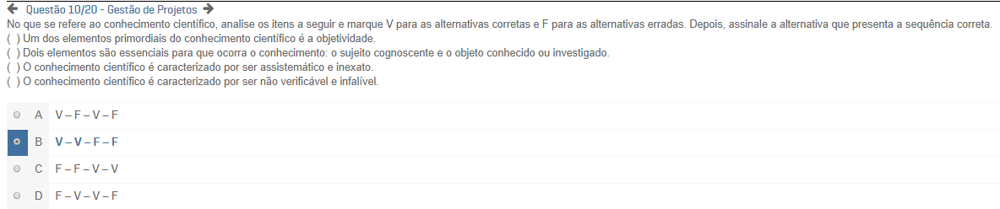 Questão 10/20 - Gestão de Projetos
No que se refere ao conhecimento científico, analise os itens a seguir e marque V para as alternativas corretas e F para as alternativas erradas. Depois, assinale a alternativa que presenta a sequência correta.
( ) Um dos elementos primordiais do conhecimento científico é a objetividade.
( ) Dois elementos são essenciais para que ocorra o conhecimento: o sujeito cognoscente e o objeto conhecido ou investigado.
( ) O conhecimento científico é caracterizado por ser assistemático e inexato.
( ) O conhecimento científico é caracterizado por ser não verificável e infalível.
A V – F – V – F
B V – V – F – F
C F – F – V – V
D F – V – V – F